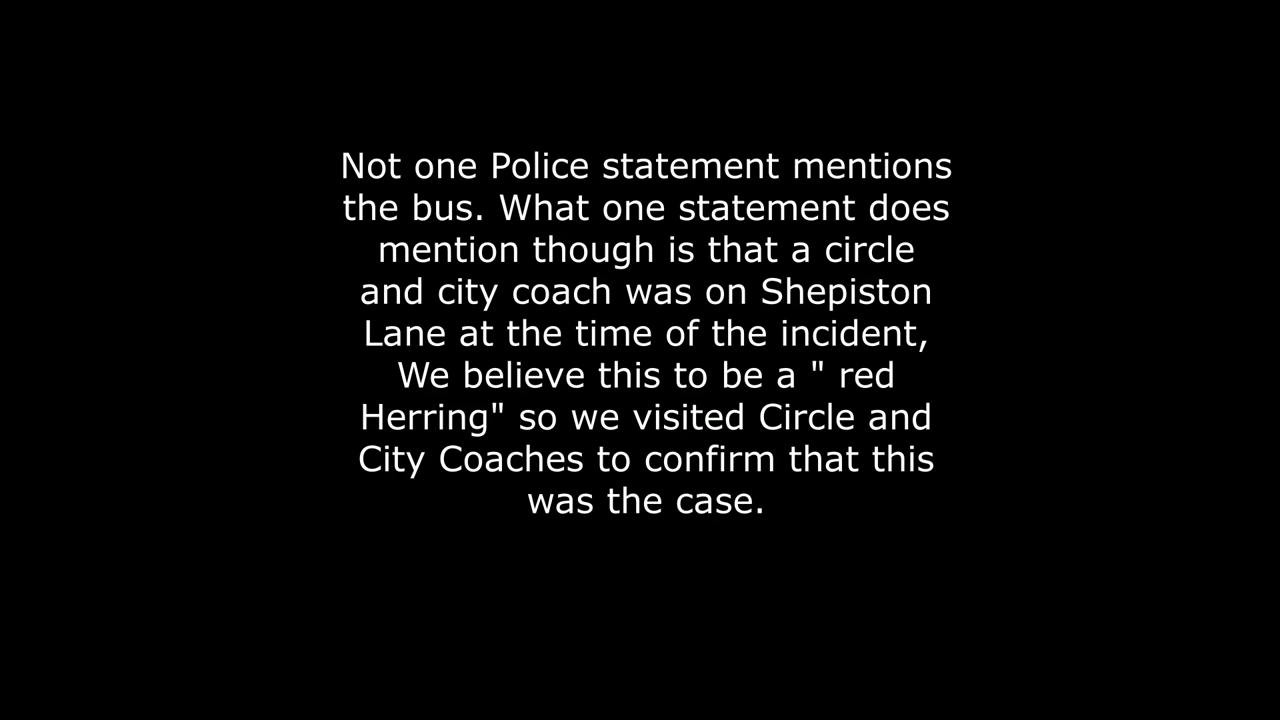 Not one Police statement mentions
the bus. What one statement does
mention though is that a circle
and city coach was on Shepiston
Lane at the time of the incident,
We believe this to be a " red
Herring" so we visited Circle and
City Coaches to confirm that this
was the case.